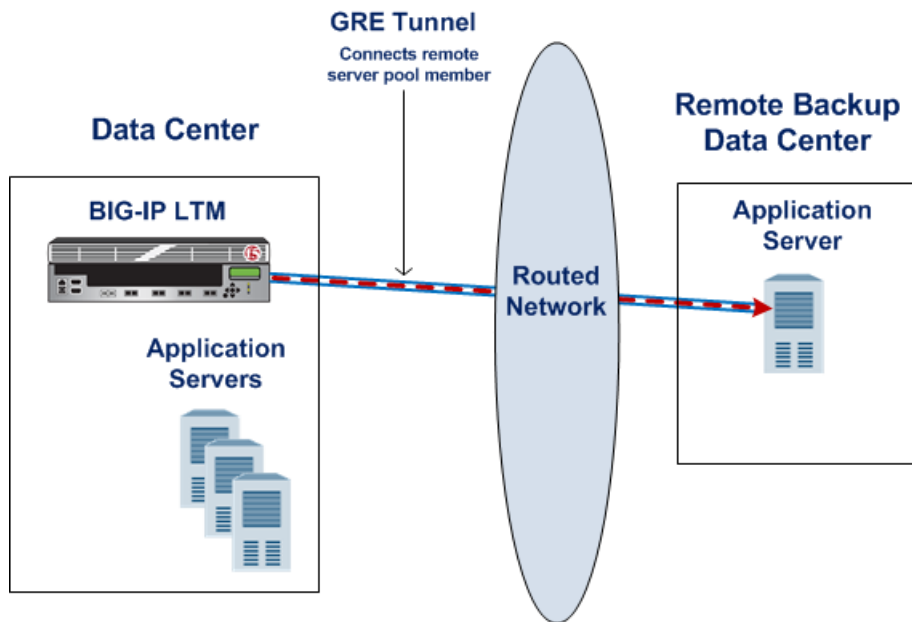 GRE Tunnel
Connects remote
server pool member
Data Center
Remote Backup
Data Center
BIG-IP LTM
Application
Servers
Routed
Network
Application
Server